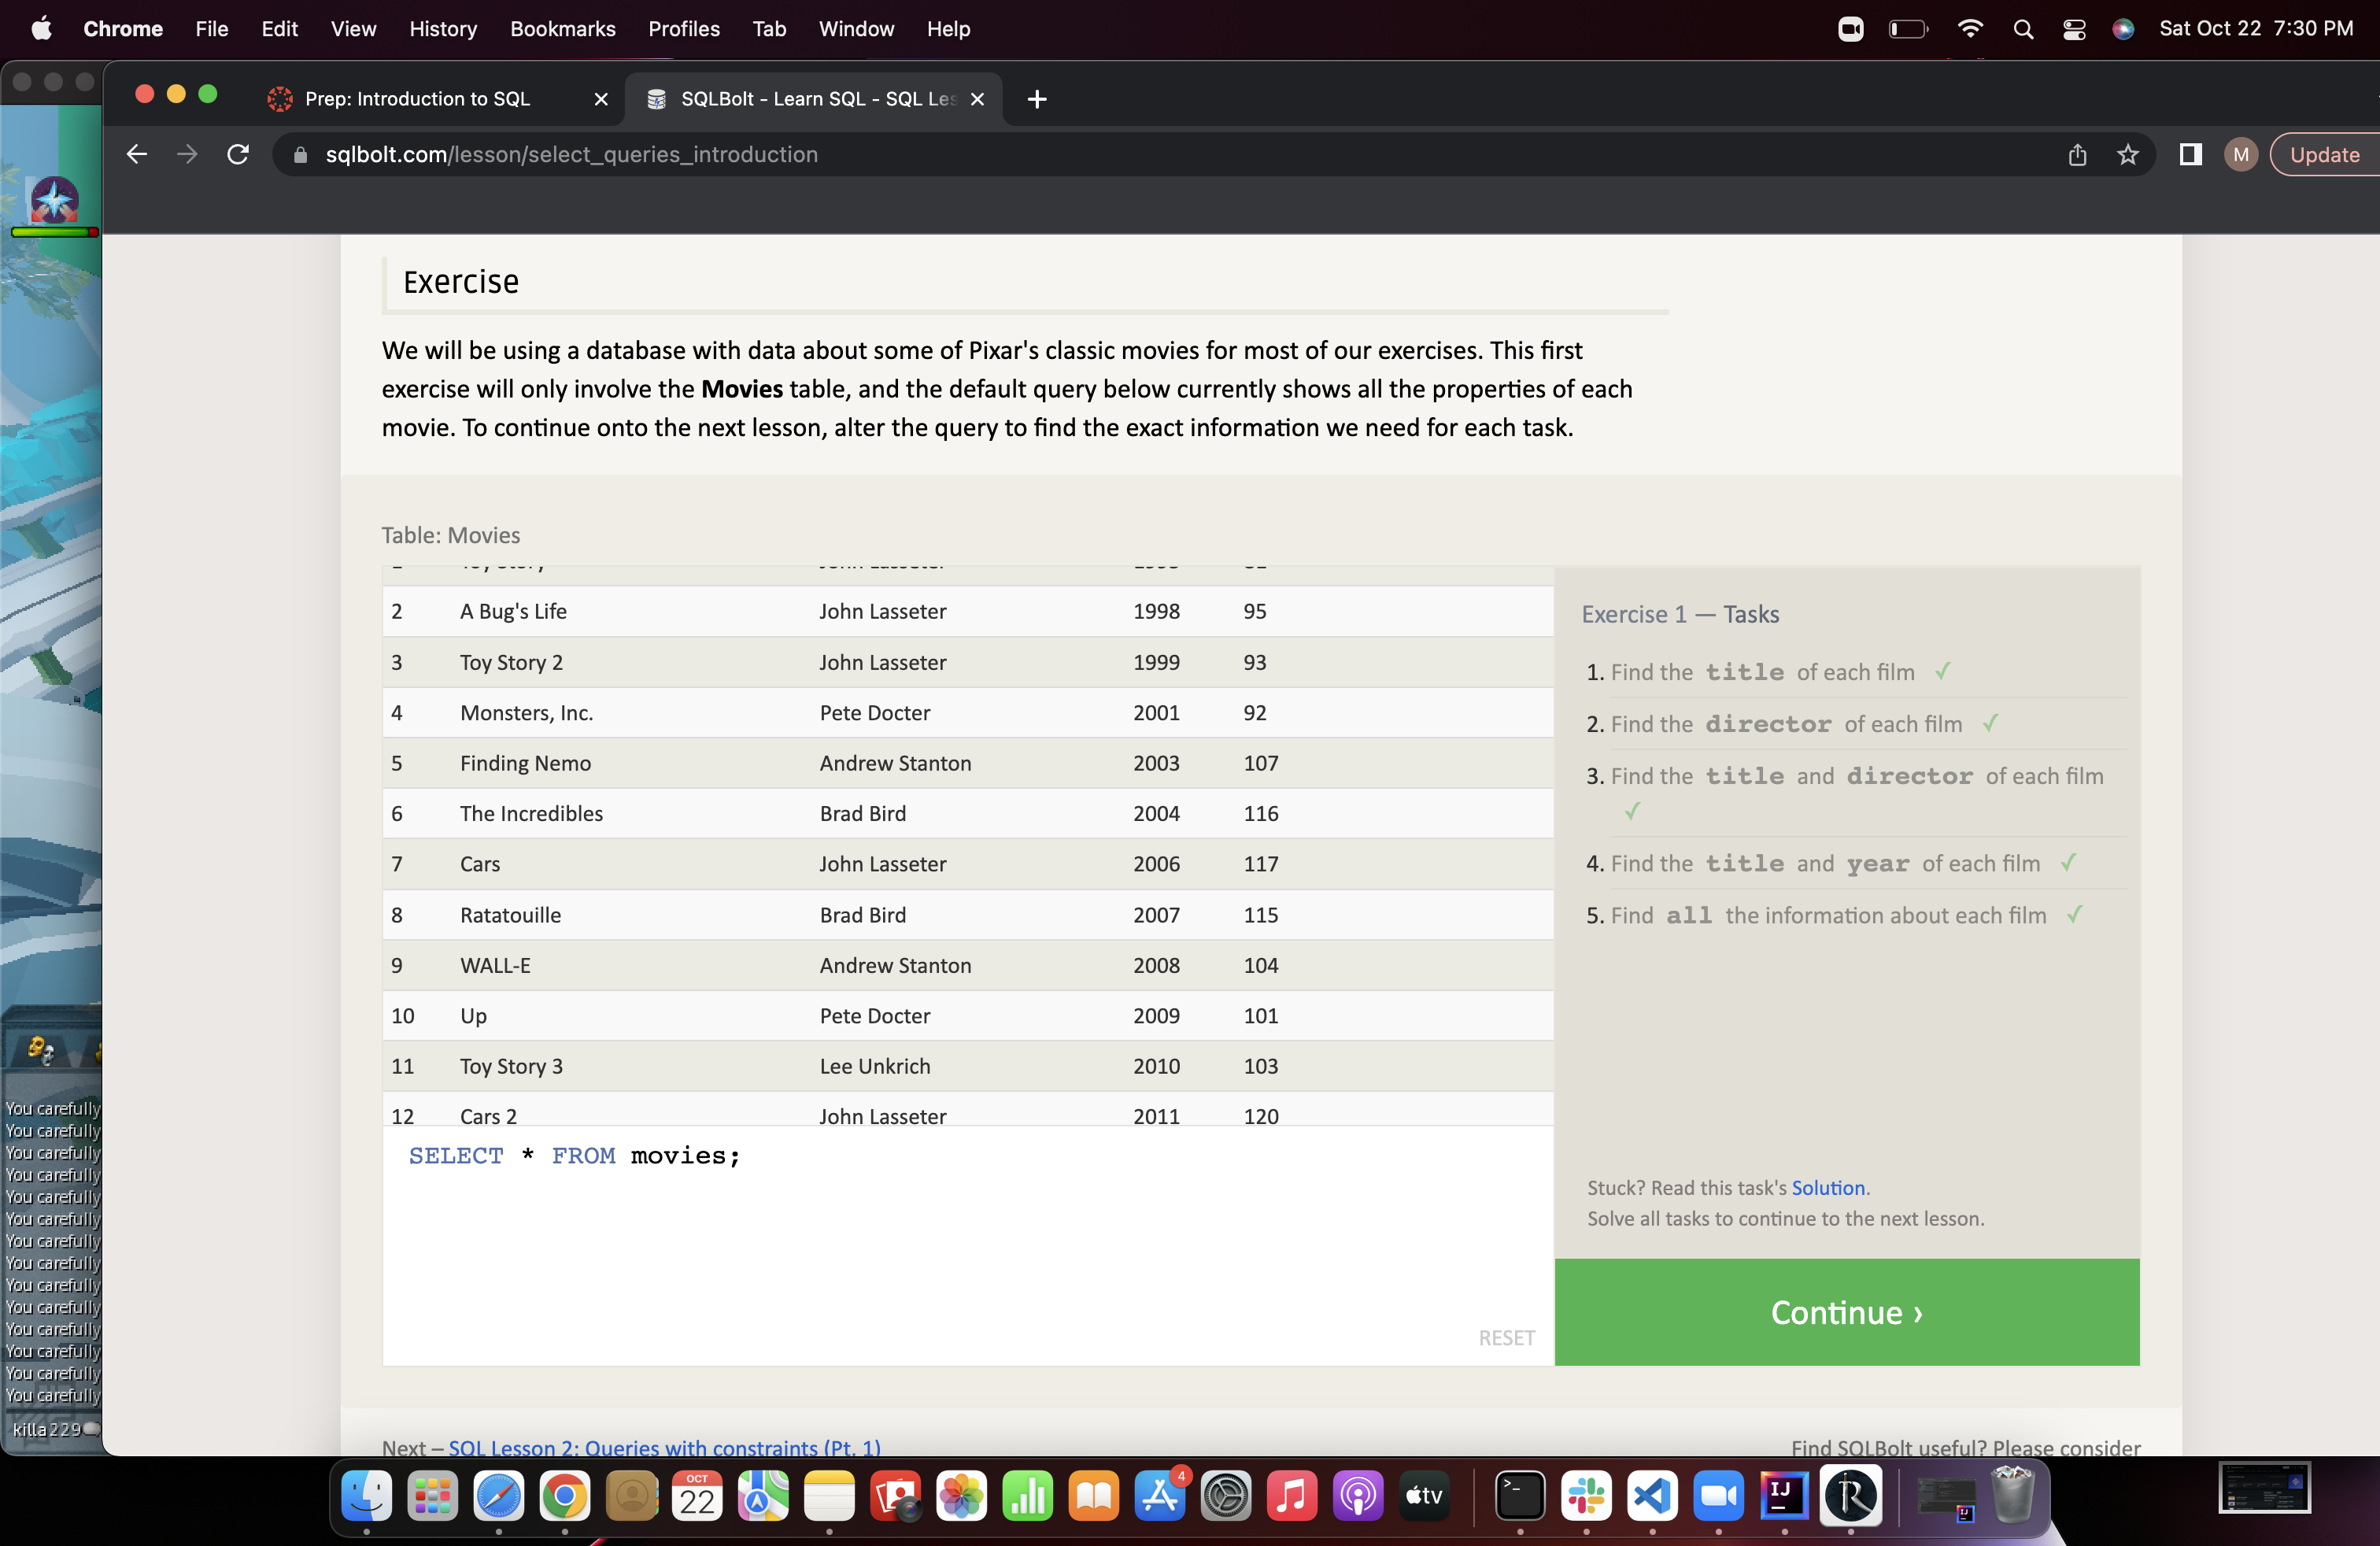 Chrome File Edit View History Bookmarks Profiles Tab Window Help Sat Oct 22 7:30 PM
Prep: Introduction to SQL SQLBolt - Learn SQL - SQL Les
sqlbolt.com/lesson/select_queries_introduction M Update
Exercise
We will be using a database with data about some of Pixar's classic movies for most of our exercises. This first
exercise will only involve the Movies table, and the default query below currently shows all the properties of each
movie. To continue onto the next lesson, alter the query to find the exact information we need for each task.
Table: Movies
2 A Bug's Life John Lasseter 1998 95
3 Toy Story 2 John Lasseter 1999 93
4 Monsters, Inc. Pete Docter 2001 92
5 Finding Nemo Andrew Stanton 2003 107
6 The Incredibles Brad Bird 2004 116
7 Cars John Lasseter 2006 117
8 Ratatouille Brad Bird 2007 115
9 WALL-E Andrew Stanton 2008 104
10 Up Pete Docter 2009 101
11 Toy Story 3 Lee Unkrich 2010 103
12 Cars 2 John Lasseter 2011 120
SELECT * FROM movies;
RESET
Exercise 1 — Tasks
1. Find the title of each film ✓
2. Find the director of each film ✓
3. Find the title and director of each film
✓
4. Find the title and year of each film ✓
5. Find all the information about each film ✓
Stuck? Read this task's Solution.
Solve all tasks to continue to the next lesson.
Continue ›
Next – SQL Lesson 2: Queries with constraints (Pt. 1)
Find SQLBolt useful? Please consider
You carefully
You carefully
You carefully
You carefully
You carefully
You carefully
You carefully
You carefully
You carefully
You carefully
You carefully
You carefully
You carefully
You carefully
killa229
OCT
22
4
tv
>_
IJ
R
IJ